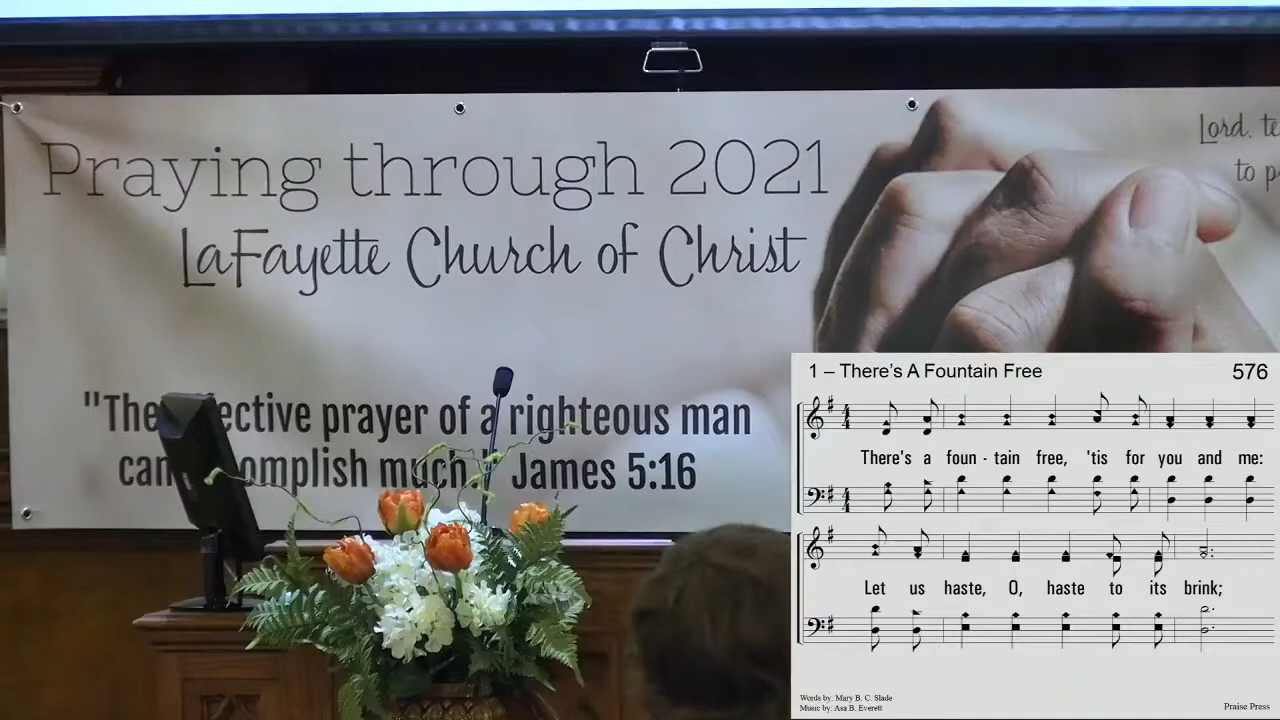 Praying through 2021
LaFayette Church of Christ
Lord, te
to p
"The ective prayer of a righteous man
can omplish much." James 5:16
1 – There's A Fountain Free 576
There's a foun - tain free, 'tis for you and me:
Let us haste, O, haste to its brink;
Words by: Mary B. C. Slade
Music by: Asa B. Everett
Praise Press